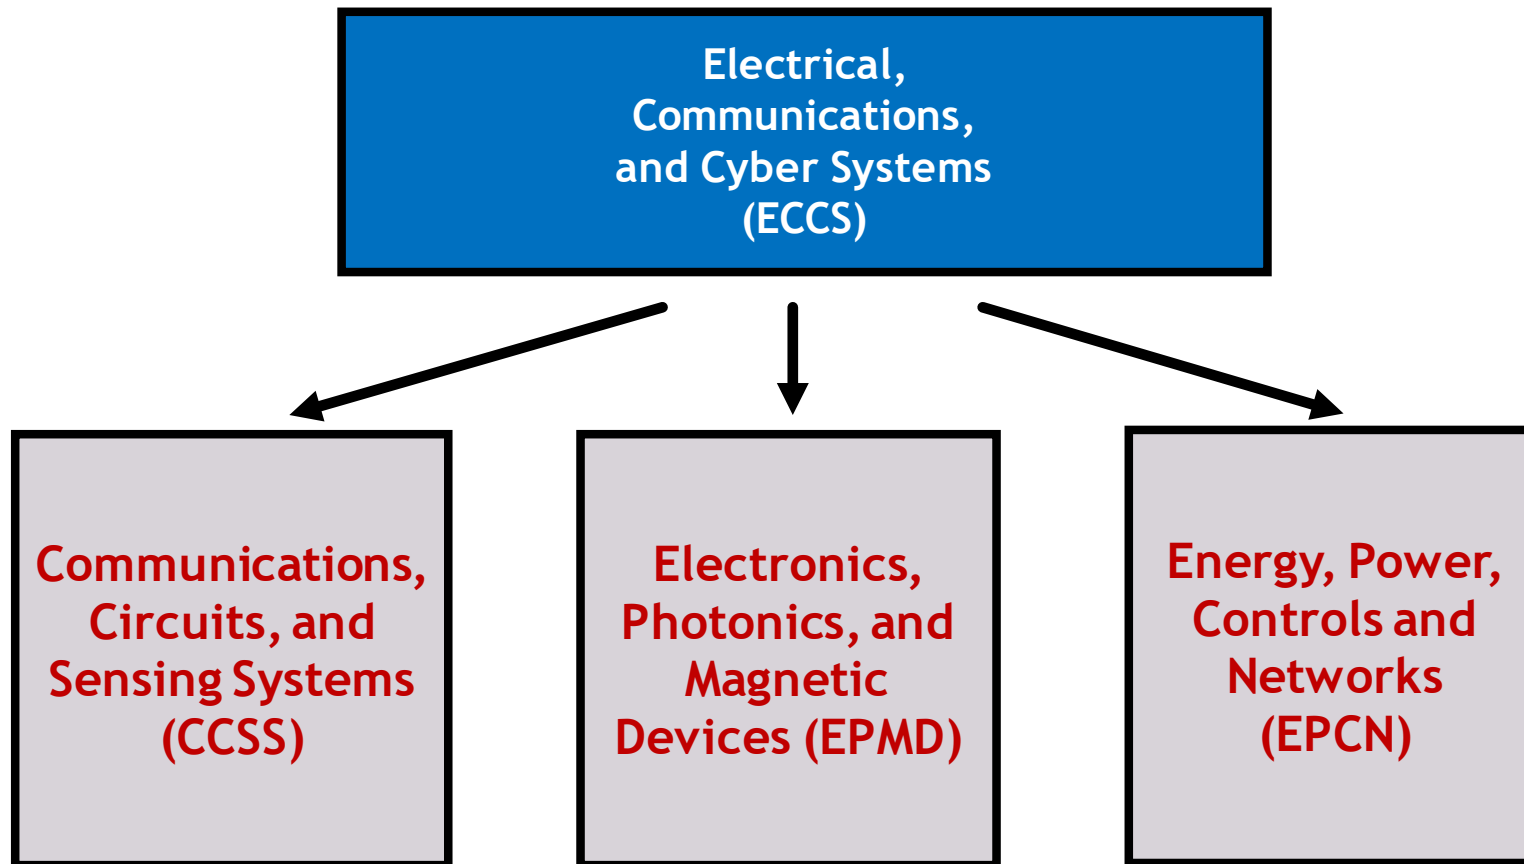 Electrical,
Communications,
and Cyber Systems
(ECCS)
Communications,
Circuits, and
Sensing Systems
(CCSS)
Electronics,
Photonics, and
Magnetic
Devices (EPMD)
Energy, Power,
Controls and
Networks
(EPCN)